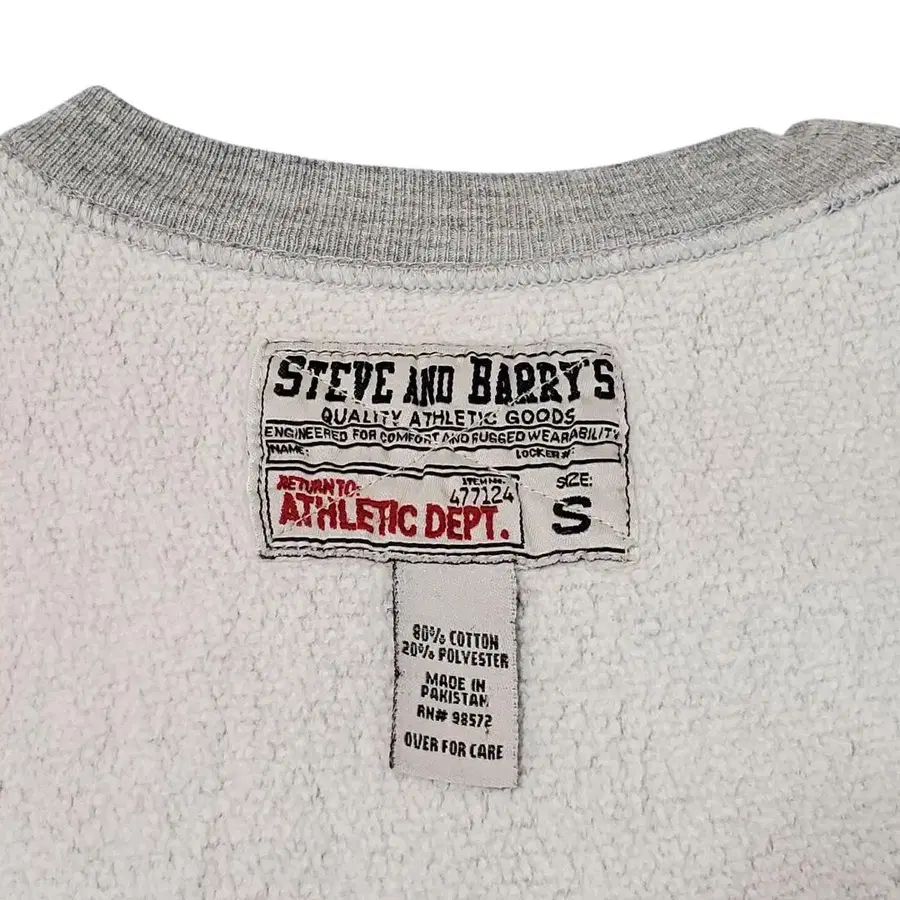 STEVE AND BARRY'S
QUALITY ATHLETIC GOODS
ENGINEERED FOR COMFORT AND RUGGED WEARABILITY
NAME: LOCKER#:
RETURN TO: ITEM No. SIZE:
ATHLETIC DEPT. 477124 S
80% COTTON
20% POLYESTER
MADE IN
PAKISTAN
RN# 98572
OVER FOR CARE